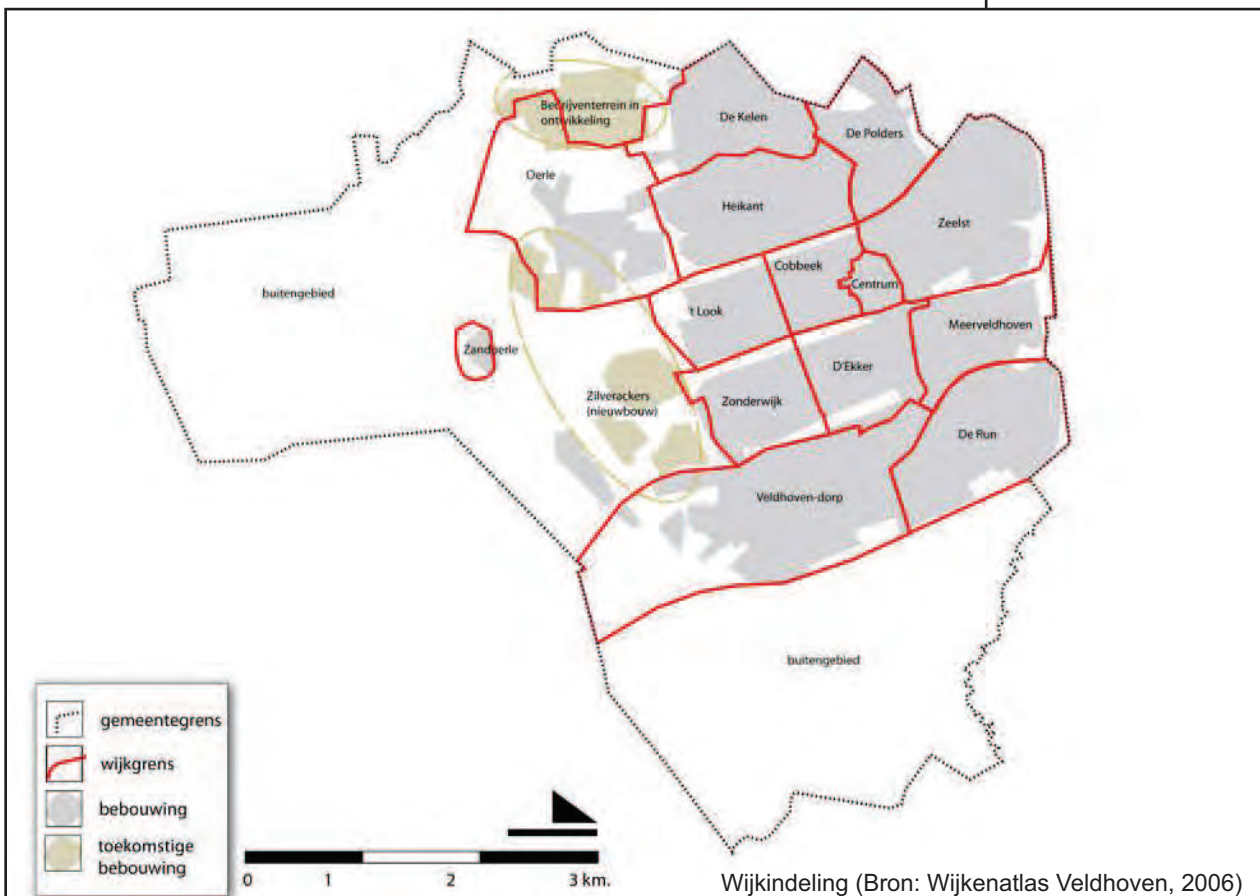 Bedrijventerrein in
ontwikkeling
De Kelen
De Polders
Oerle
Heikant
Zeelst
buitengebied
Cobbeek
Centrum
't Look
Meerveldhoven
Zandoerle
D'Ekker
Zilverackers
(nieuwbouw)
Zonderwijk
De Run
Veldhoven-dorp
buitengebied
gemeentegrens
wijkgrens
bebouwing
toekomstige
bebouwing
0 1 2 3 km.
Wijkindeling (Bron: Wijkenatlas Veldhoven, 2006)